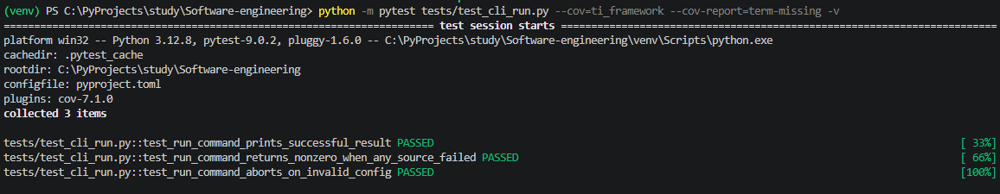 (venv) PS C:\PyProjects\study\Software-engineering> python -m pytest tests/test_cli_run.py --cov=ti_framework --cov-report=term-missing -v
============================================================================ test session starts ============================================================================
platform win32 -- Python 3.12.8, pytest-9.0.2, pluggy-1.6.0 -- C:\PyProjects\study\Software-engineering\venv\Scripts\python.exe
cachedir: .pytest_cache
rootdir: C:\PyProjects\study\Software-engineering
configfile: pyproject.toml
plugins: cov-7.1.0
collected 3 items
tests/test_cli_run.py::test_run_command_prints_successful_result PASSED [ 33%]
tests/test_cli_run.py::test_run_command_returns_nonzero_when_any_source_failed PASSED [ 66%]
tests/test_cli_run.py::test_run_command_aborts_on_invalid_config PASSED [100%]